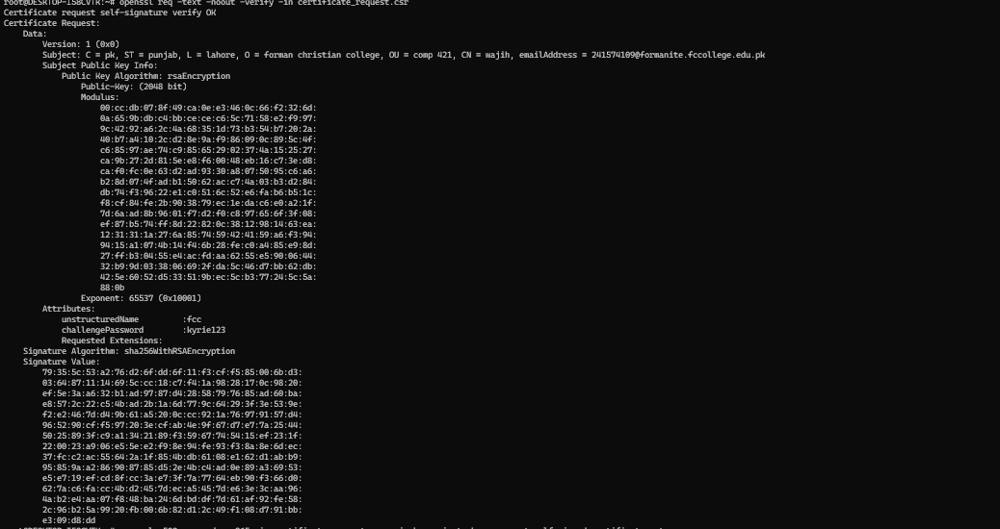 root@DESKTOP-I58CVTK:~# openssl req -text -noout -verify -in certificate_request.csr
Certificate request self-signature verify OK
Certificate Request:
    Data:
        Version: 1 (0x0)
        Subject: C = pk, ST = punjab, L = lahore, O = forman christian college, OU = comp 421, CN = wajih, emailAddress = 241574109@formanite.fccollege.edu.pk
        Subject Public Key Info:
            Public Key Algorithm: rsaEncryption
                Public-Key: (2048 bit)
                Modulus:
                    00:cc:db:07:8f:49:ca:0e:e3:46:0c:66:f2:32:6d:
                    0a:65:9b:db:c4:bb:ce:ce:c6:5c:71:58:e2:f9:97:
                    9c:42:92:a6:2c:4a:68:35:1d:73:b3:54:b7:20:2a:
                    40:b7:a4:10:2c:d2:8e:9a:f9:86:09:0c:89:5c:4f:
                    c6:85:97:ae:74:c9:85:65:29:02:37:4a:15:25:27:
                    ca:9b:27:2d:81:5e:e8:f6:00:48:eb:16:c7:3e:d8:
                    ca:f0:fc:0e:63:d2:ad:93:30:a8:07:50:95:c6:a6:
                    b2:8d:07:4f:ad:b1:50:62:ac:c7:4a:03:b3:d2:84:
                    db:74:f3:96:22:e1:c0:51:6c:52:e6:fa:b6:b5:1c:
                    f8:cf:84:fe:2b:90:38:79:ec:1e:da:c6:e0:a2:1f:
                    7d:6a:ad:8b:96:01:f7:d2:f0:c8:97:65:6f:3f:08:
                    ef:87:b5:74:ff:8d:22:82:0c:38:12:98:14:63:ea:
                    12:31:31:1a:27:6a:85:74:59:42:41:59:a6:f3:94:
                    94:15:a1:07:4b:14:f4:6b:28:fe:c0:a4:85:e9:8d:
                    27:ff:b3:04:55:e4:ac:fd:aa:62:55:e5:90:06:44:
                    32:b9:9d:03:38:06:69:2f:da:5c:46:d7:bb:62:db:
                    42:5e:60:52:d5:33:51:9b:ec:5c:b3:77:24:5c:5a:
                    88:0b
                Exponent: 65537 (0x10001)
        Attributes:
            unstructuredName         :fcc
            challengePassword        :kyrie123
            Requested Extensions:
    Signature Algorithm: sha256WithRSAEncryption
    Signature Value:
        79:35:5c:53:a2:76:d2:6f:dd:6f:11:f3:cf:f5:85:00:6b:d3:
        03:64:87:11:14:69:5c:cc:18:c7:f4:1a:98:28:17:0c:98:20:
        ef:5e:3a:a6:32:b1:ad:97:87:d4:28:58:79:76:85:ad:60:ba:
        e8:57:2c:22:c5:4b:ad:2b:1a:6d:77:9c:64:29:3f:3e:53:9e:
        f2:e2:46:7d:d4:9b:61:a5:20:0c:cc:92:1a:76:97:91:57:d4:
        96:52:90:cf:f5:97:20:3e:cf:ab:4e:9f:67:d7:e7:7a:25:44:
        50:25:89:3f:c9:a1:34:21:89:f3:59:67:74:54:15:ef:23:1f:
        22:00:23:a9:06:e5:5e:e2:f9:8e:94:fe:93:f3:8a:8e:6d:ec:
        37:fc:c2:ac:55:64:2a:1f:85:4b:db:61:08:e1:62:d1:ab:b9:
        95:85:9a:a2:86:90:87:85:d5:2e:4b:c4:ad:0e:89:a3:69:53:
        e5:e7:19:ef:cd:8f:cc:3a:e7:3f:7a:77:64:eb:90:f3:66:d0:
        62:7a:c6:fa:cc:4b:d2:45:7d:ec:a5:45:7d:e6:3e:3c:aa:96:
        4a:b2:e4:aa:07:f8:48:ba:24:6d:bd:df:7d:61:af:92:fe:58:
        2c:96:b2:5a:99:20:fb:00:6b:82:d1:2c:49:f1:08:d7:91:bb:
        e3:09:d8:dd